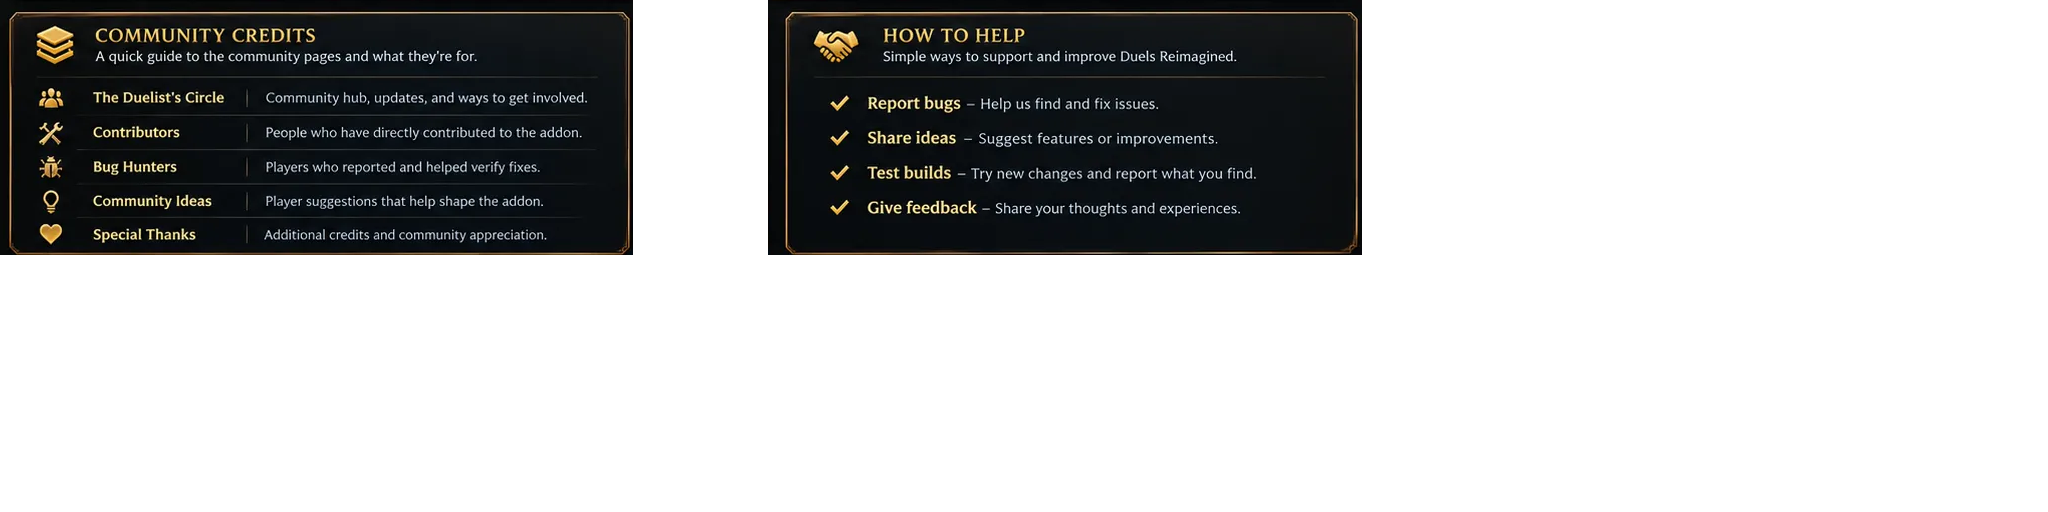 COMMUNITY CREDITS
A quick guide to the community pages and what they're for.
The Duelist's Circle | Community hub, updates, and ways to get involved.
Contributors | People who have directly contributed to the addon.
Bug Hunters | Players who reported and helped verify fixes.
Community Ideas | Player suggestions that help shape the addon.
Special Thanks | Additional credits and community appreciation.
HOW TO HELP
Simple ways to support and improve Duels Reimagined.
Report bugs – Help us find and fix issues.
Share ideas – Suggest features or improvements.
Test builds – Try new changes and report what you find.
Give feedback – Share your thoughts and experiences.